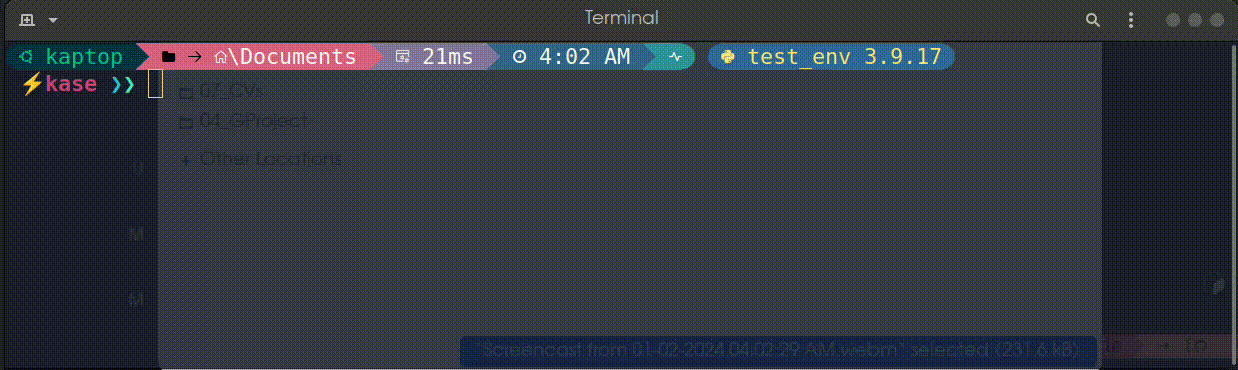 Terminal
kaptop → \Documents 21ms 4:02 AM test_env 3.9.17
⚡kase ❯❯
07_CVs
04_GProject
+ Other Locations
U
M
M
"Screencast from 01-02-2024 04:02:29 AM.webm" selected (231.6 kB)